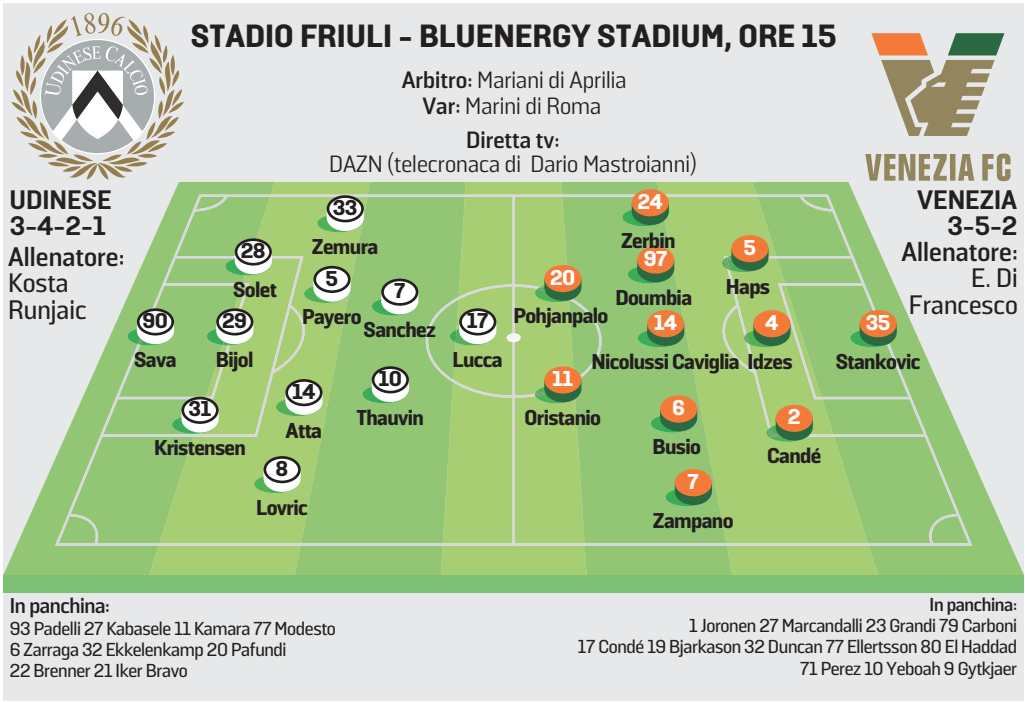 1896
UDINESE CALCIO
STADIO FRIULI – BLUENERGY STADIUM, ORE 15
Arbitro: Mariani di Aprilia
Var: Marini di Roma
Diretta tv:
DAZN (telecronaca di Dario Mastroianni)
VENEZIA FC
UDINESE
3-4-2-1
Allenatore:
Kosta
Runjaic
VENEZIA
3-5-2
Allenatore:
E. Di
Francesco
33
Zemura
28
Solet
5
Payero
7
Sanchez
90
Sava
29
Bijol
17
Lucca
10
Thauvin
14
Atta
31
Kristensen
8
Lovric
24
Zerbin
97
Doumbia
5
Haps
20
Pohjanpalo
14
Nicolussi Caviglia
4
Idzes
35
Stankovic
11
Oristanio
6
Busio
2
Candé
7
Zampano
In panchina:
93 Padelli 27 Kabasele 11 Kamara 77 Modesto
6 Zarraga 32 Ekkelenkamp 20 Pafundi
22 Brenner 21 Iker Bravo
In panchina:
1 Joronen 27 Marcandalli 23 Grandi 79 Carboni
17 Condé 19 Bjarkason 32 Duncan 77 Ellertsson 80 El Haddad
71 Perez 10 Yeboah 9 Gytkjaer